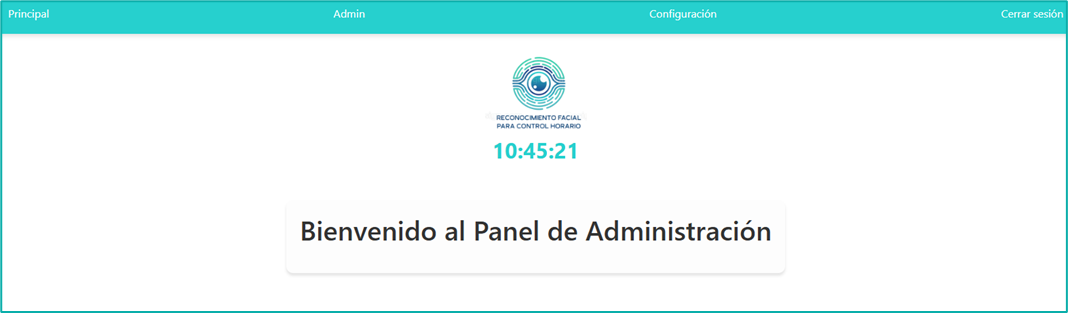 Principal Admin Configuración Cerrar sesión
RECONOCIMIENTO FACIAL
PARA CONTROL HORARIO
10:45:21
Bienvenido al Panel de Administración